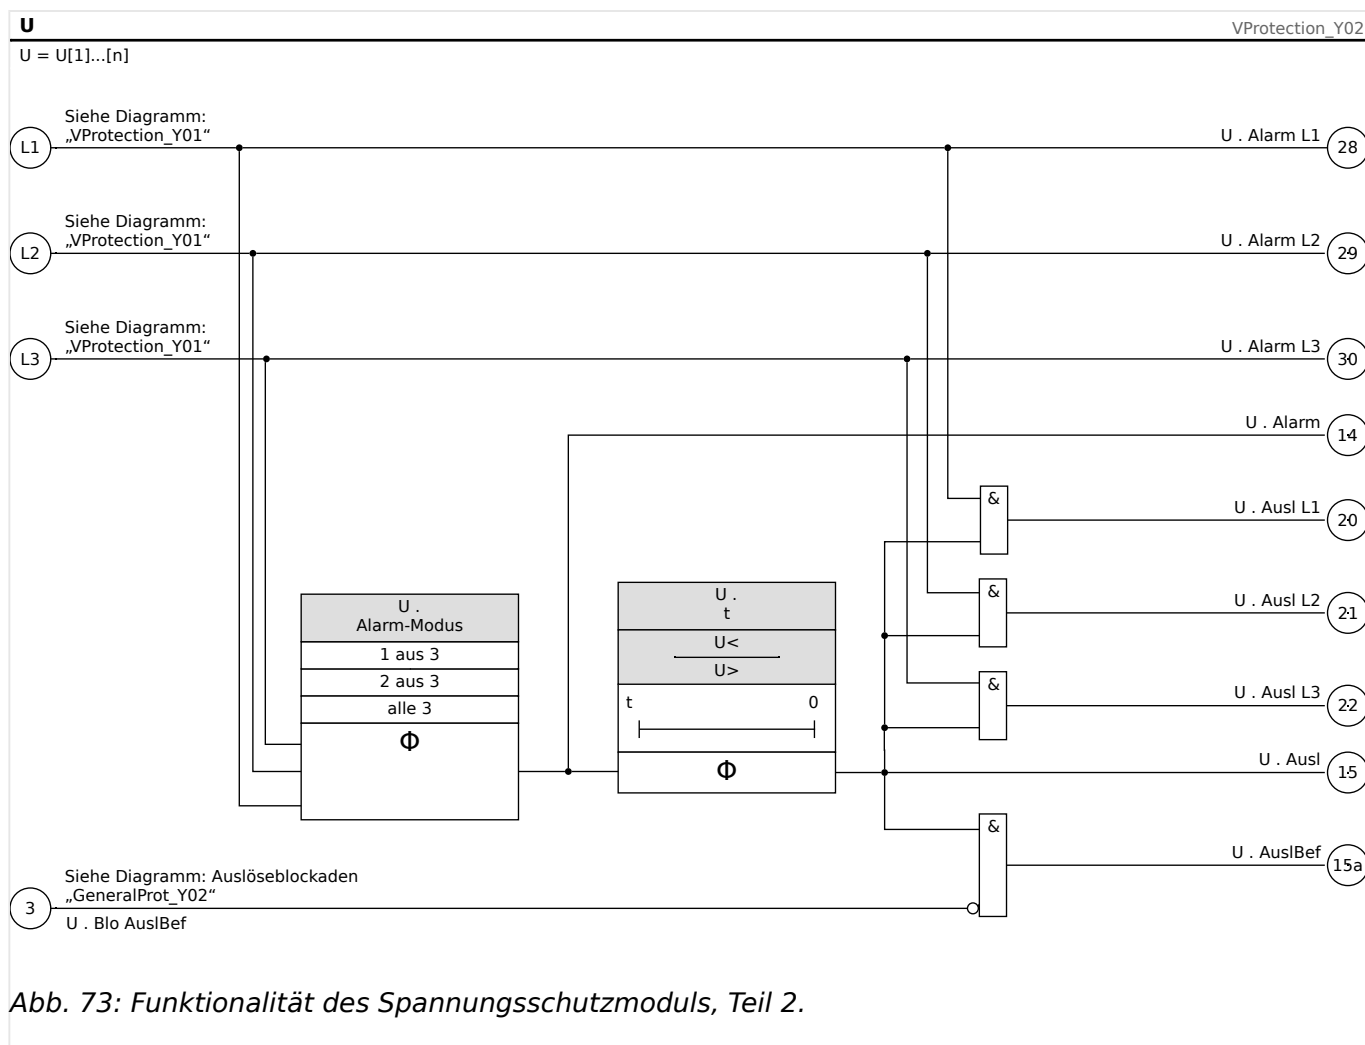 U
VProtection_Y02
U = U[1]...[n]
Siehe Diagramm:
„VProtection_Y01“
L1
U . Alarm L1
28
Siehe Diagramm:
„VProtection_Y01“
L2
U . Alarm L2
29
Siehe Diagramm:
„VProtection_Y01“
L3
U . Alarm L3
30
U . Alarm
14
&
U . Ausl L1
20
&
U . Ausl L2
21
&
U . Ausl L3
22
U .
Alarm-Modus
1 aus 3
2 aus 3
alle 3
Φ
U .
t
U<
U>
t 0
Φ
U . Ausl
15
&
U . AuslBef
15a
Siehe Diagramm: Auslöseblockaden
„GeneralProt_Y02“
3
U . Blo AuslBef
Abb. 73: Funktionalität des Spannungsschutzmoduls, Teil 2.